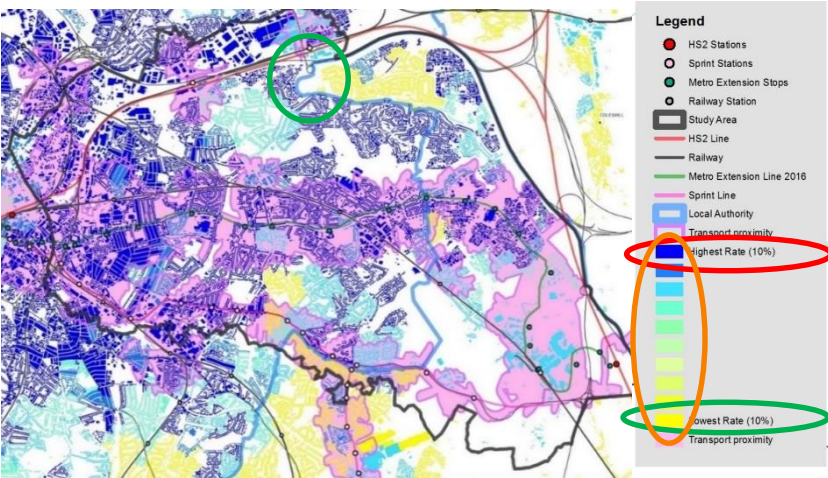 Legend
HS2 Stations
Sprint Stations
Metro Extension Stops
Railway Station
Study Area
HS2 Line
Railway
Metro Extension Line 2016
Sprint Line
Local Authority
Transport proximity
Highest Rate (10%)
Lowest Rate (10%)
Transport proximity